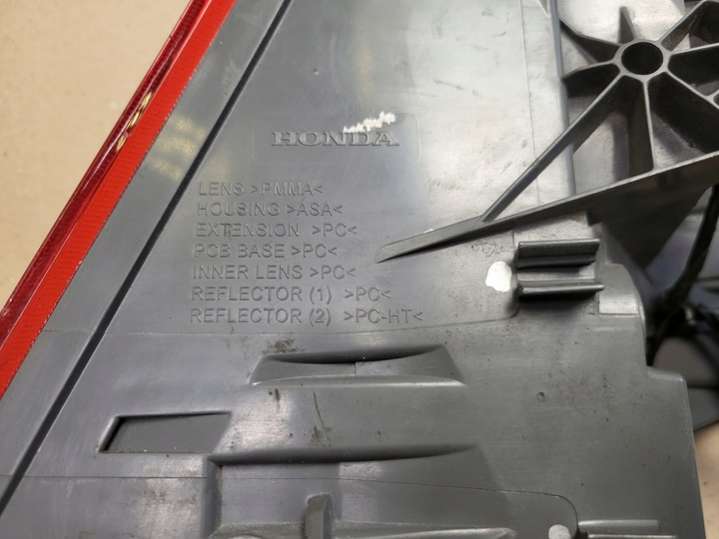 HONDA
LENS >PMMA<
HOUSING >ASA<
EXTENSION >PC<
PCB BASE >PC<
INNER LENS >PC<
REFLECTOR (1) >PC<
REFLECTOR (2) >PC-HT<